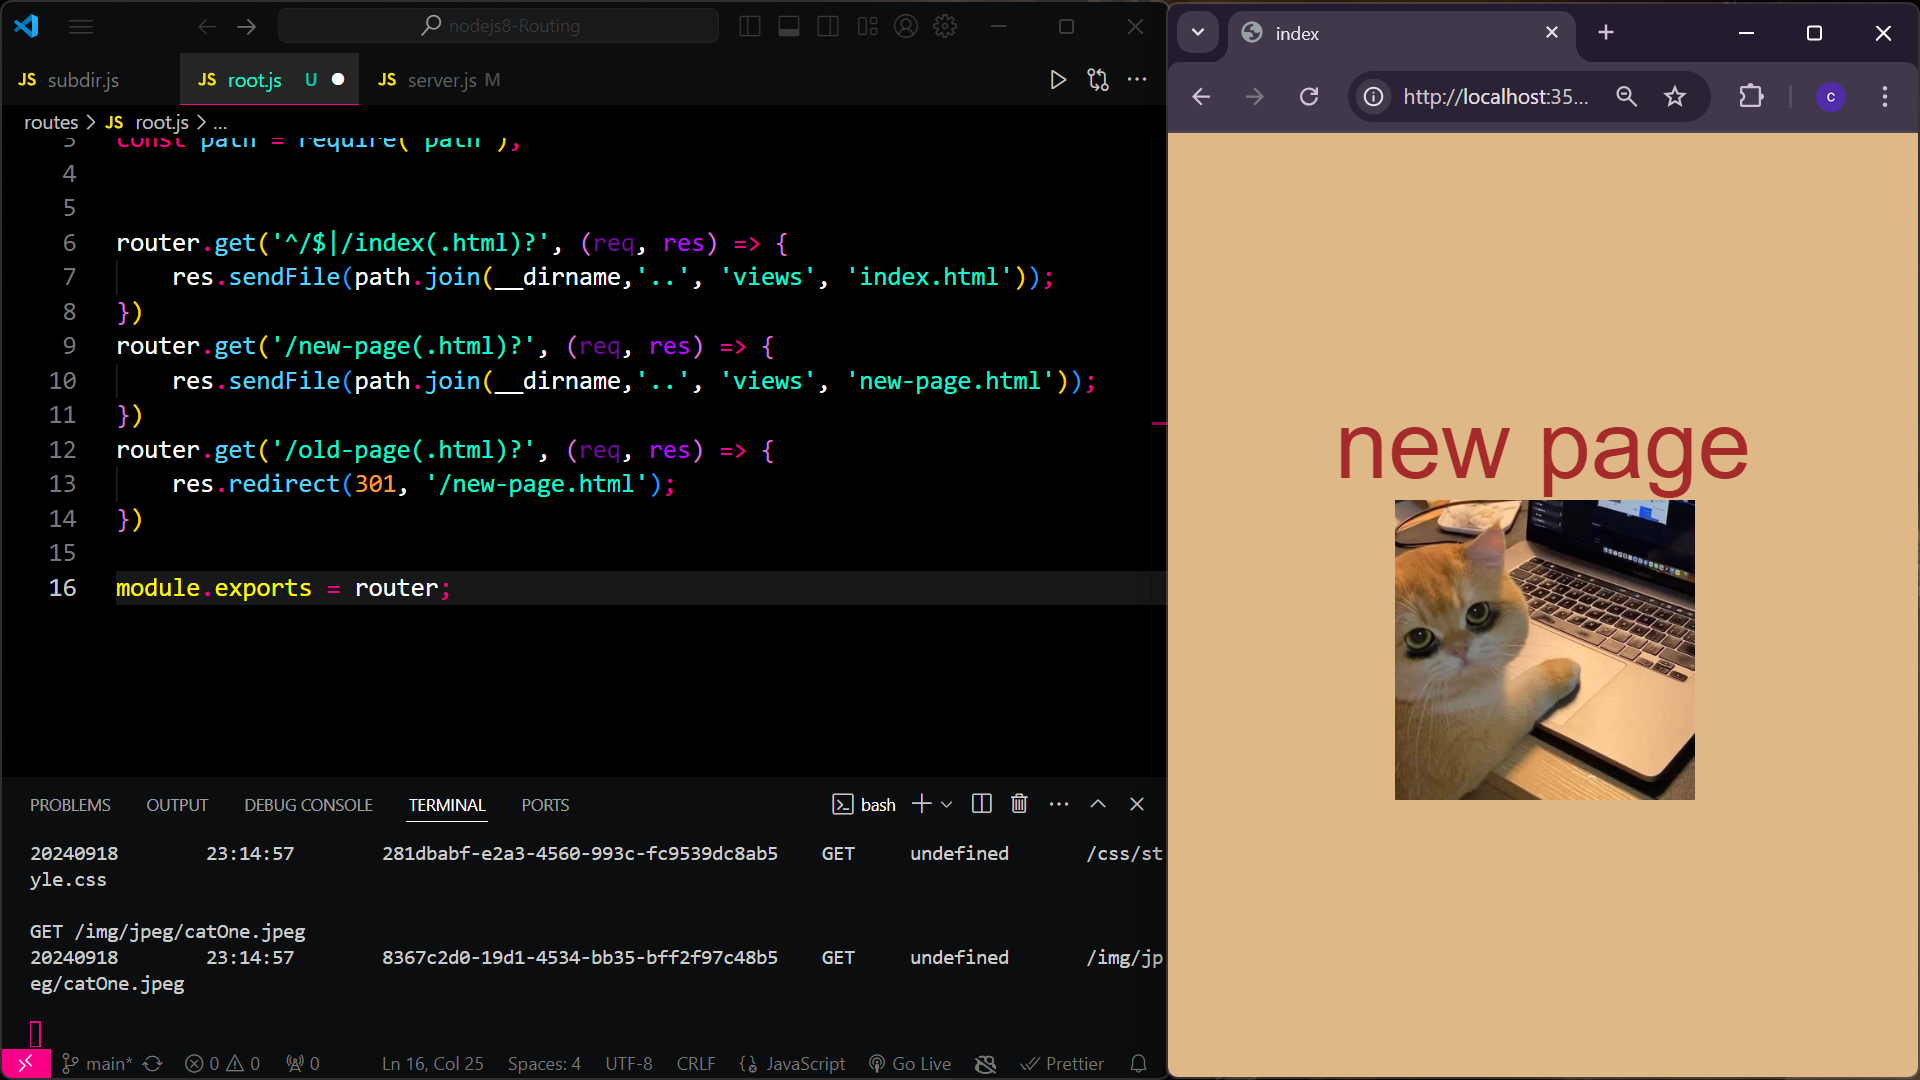 nodejs8-Routing
JS subdir.js
JS root.js U
JS server.js M
routes > JS root.js > ...
3 const path = require('path');
4
5
6 router.get('^/$|/index(.html)?', (req, res) => {
7 res.sendFile(path.join(__dirname,'..', 'views', 'index.html'));
8 })
9 router.get('/new-page(.html)?', (req, res) => {
10 res.sendFile(path.join(__dirname,'..', 'views', 'new-page.html'));
11 })
12 router.get('/old-page(.html)?', (req, res) => {
13 res.redirect(301, '/new-page.html');
14 })
15
16 module.exports = router;
PROBLEMS OUTPUT DEBUG CONSOLE TERMINAL PORTS
bash
20240918 23:14:57 281dbabf-e2a3-4560-993c-fc9539dc8ab5 GET undefined /css/st
yle.css
GET /img/jpeg/catOne.jpeg
20240918 23:14:57 8367c2d0-19d1-4534-bb35-bff2f97c48b5 GET undefined /img/jp
eg/catOne.jpeg
main* 0 0 0 Ln 16, Col 25 Spaces: 4 UTF-8 CRLF {} JavaScript Go Live Prettier
index
http://localhost:35...
c
new page